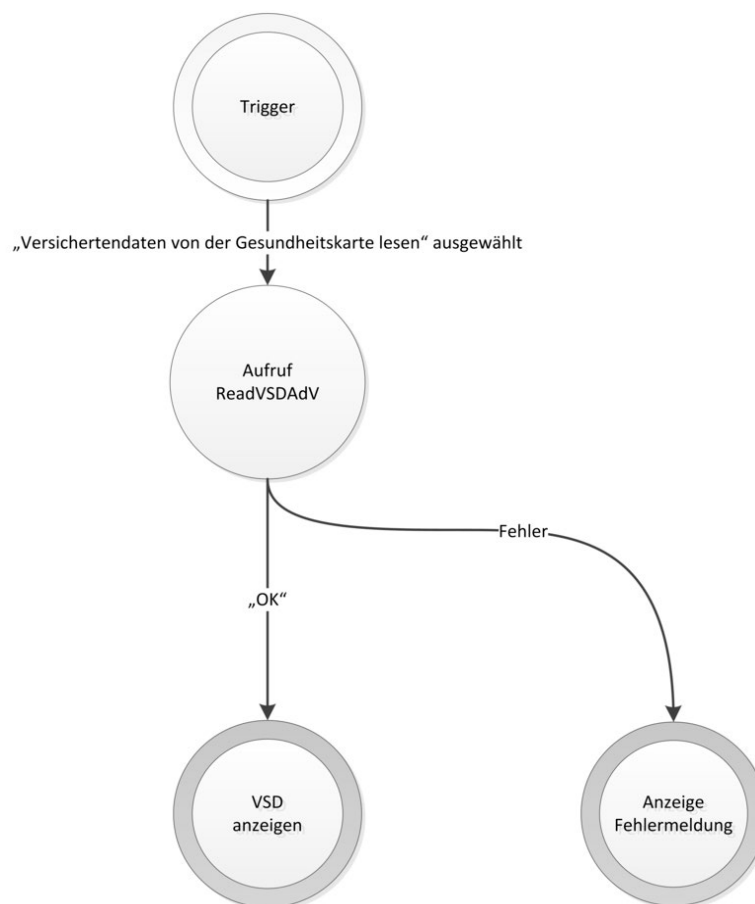 Trigger
„Versichertendaten von der Gesundheitskarte lesen“ ausgewählt
Aufruf
ReadVSDAdV
Fehler
„OK“
VSD
anzeigen
Anzeige
Fehlermeldung